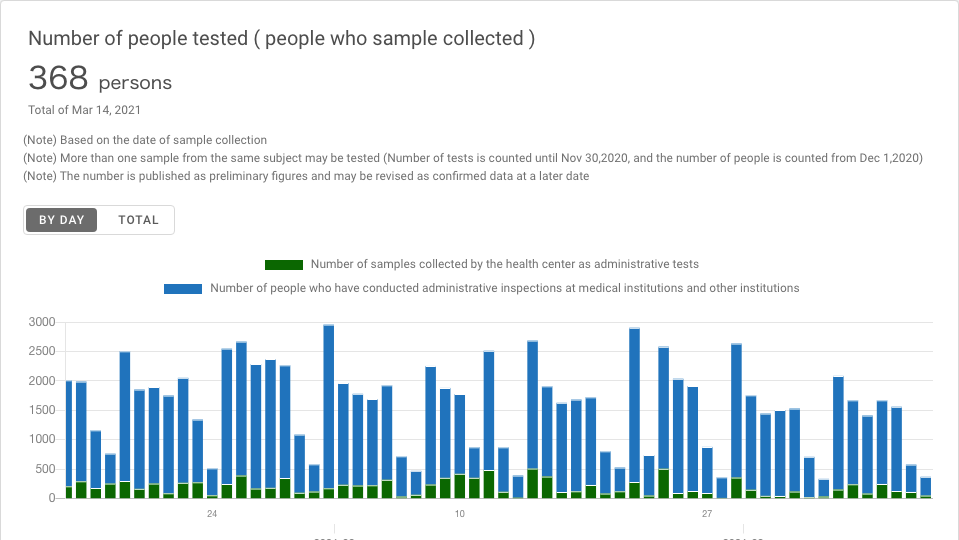 Number of people tested ( people who sample collected )
368 persons
Total of Mar 14, 2021
(Note) Based on the date of sample collection
(Note) More than one sample from the same subject may be tested (Number of tests is counted until Nov 30,2020, and the number of people is counted from Dec 1,2020)
(Note) The number is published as preliminary figures and may be revised as confirmed data at a later date
BY DAY TOTAL
Number of samples collected by the health center as administrative tests
Number of people who have conducted administrative inspections at medical institutions and other institutions
3000
2500
2000
1500
1000
500
0
24 10 27